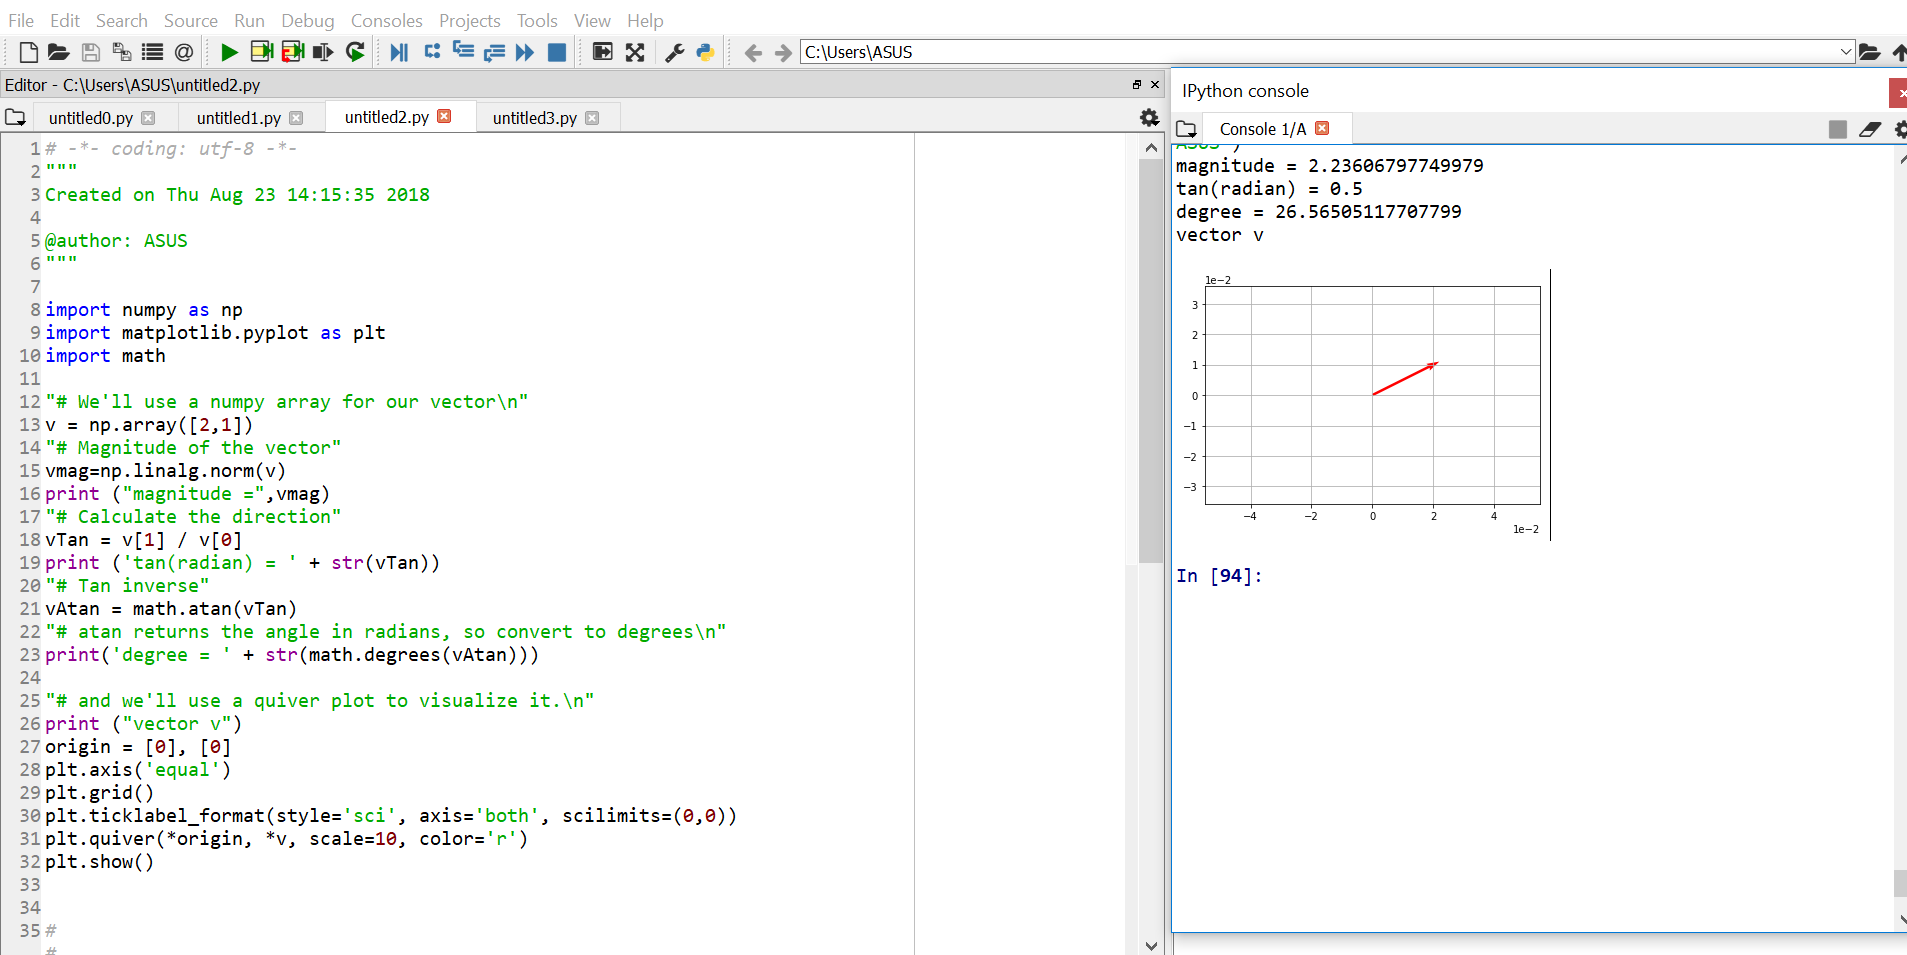 File Edit Search Source Run Debug Consoles Projects Tools View Help
C:\Users\ASUS
Editor - C:\Users\ASUS\untitled2.py
untitled0.py untitled1.py untitled2.py untitled3.py
1 # -*- coding: utf-8 -*-
2 """
3 Created on Thu Aug 23 14:15:35 2018
4
5 @author: ASUS
6 """
7
8 import numpy as np
9 import matplotlib.pyplot as plt
10 import math
11
12 "# We'll use a numpy array for our vector\n"
13 v = np.array([2,1])
14 "# Magnitude of the vector"
15 vmag=np.linalg.norm(v)
16 print ("magnitude =",vmag)
17 "# Calculate the direction"
18 vTan = v[1] / v[0]
19 print ('tan(radian) = ' + str(vTan))
20 "# Tan inverse"
21 vAtan = math.atan(vTan)
22 "# atan returns the angle in radians, so convert to degrees\n"
23 print('degree = ' + str(math.degrees(vAtan)))
24
25 "# and we'll use a quiver plot to visualize it.\n"
26 print ("vector v")
27 origin = [0], [0]
28 plt.axis('equal')
29 plt.grid()
30 plt.ticklabel_format(style='sci', axis='both', scilimits=(0,0))
31 plt.quiver(*origin, *v, scale=10, color='r')
32 plt.show()
33
34
35 #
#
IPython console
Console 1/A
ASUS')
magnitude = 2.23606797749979
tan(radian) = 0.5
degree = 26.56505117707799
vector v
1e-2
3
2
1
0
−1
−2
−3
−4 −2 0 2 4
1e-2
In [94]: